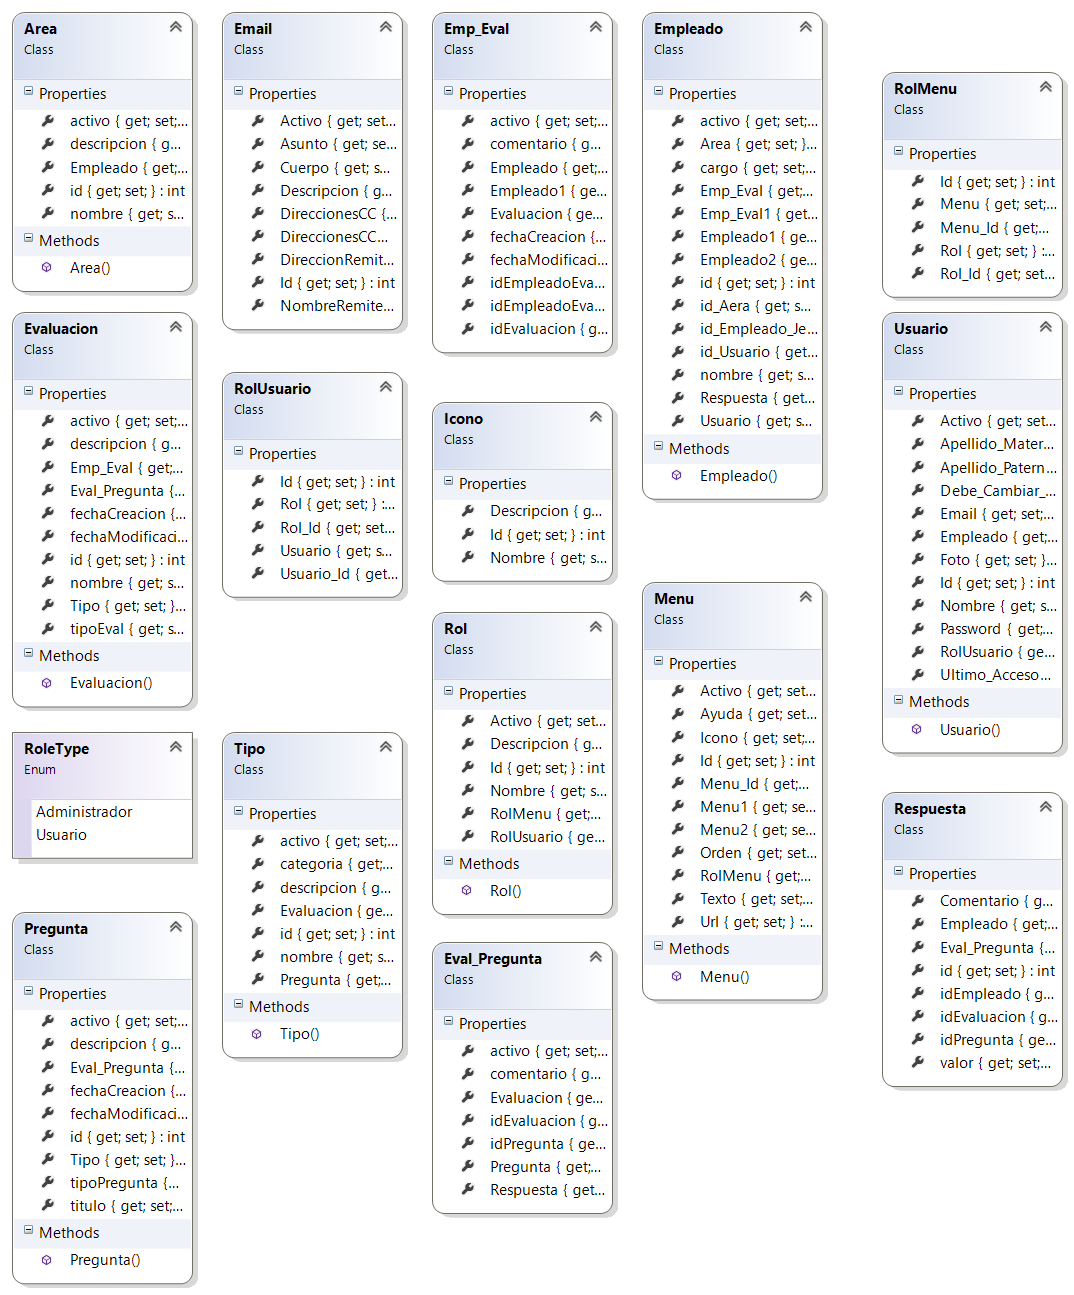 Area
Class
Properties
activo { get; set;...
descripcion { g...
Empleado { get;...
id { get; set; } : int
nombre { get; s...
Methods
Area()
Email
Class
Properties
Activo { get; set...
Asunto { get; se...
Cuerpo { get; s...
Descripcion { g...
DireccionesCC {...
DireccionesCC...
DireccionRemit...
Id { get; set; } : int
NombreRemite...
Emp_Eval
Class
Properties
activo { get; set;...
comentario { g...
Empleado { get;...
Empleado1 { ge...
Evaluacion { ge...
fechaCreacion {...
fechaModificaci...
idEmpleadoEva...
idEmpleadoEva...
idEvaluacion { g...
Empleado
Class
Properties
activo { get; set;...
Area { get; set; }...
cargo { get; set;...
Emp_Eval { get;...
Emp_Eval1 { get...
Empleado1 { ge...
Empleado2 { ge...
id { get; set; } : int
id_Aera { get; s...
id_Empleado_Je...
id_Usuario { get...
nombre { get; s...
Respuesta { get...
Usuario { get; s...
Methods
Empleado()
RolMenu
Class
Properties
Id { get; set; } : int
Menu { get; set;...
Menu_Id { get;...
Rol { get; set; } :...
Rol_Id { get; set...
Evaluacion
Class
Properties
activo { get; set;...
descripcion { g...
Emp_Eval { get;...
Eval_Pregunta {...
fechaCreacion {...
fechaModificaci...
id { get; set; } : int
nombre { get; s...
Tipo { get; set; }...
tipoEval { get; s...
Methods
Evaluacion()
RolUsuario
Class
Properties
Id { get; set; } : int
Rol { get; set; } :...
Rol_Id { get; set...
Usuario { get; s...
Usuario_Id { get...
Icono
Class
Properties
Descripcion { g...
Id { get; set; } : int
Nombre { get; s...
Usuario
Class
Properties
Activo { get; set...
Apellido_Mater...
Apellido_Patern...
Debe_Cambiar_...
Email { get; set;...
Empleado { get;...
Foto { get; set; }...
Id { get; set; } : int
Nombre { get; s...
Password { get;...
RolUsuario { ge...
Ultimo_Acceso...
Methods
Usuario()
Rol
Class
Properties
Activo { get; set...
Descripcion { g...
Id { get; set; } : int
Nombre { get; s...
RolMenu { get;...
RolUsuario { ge...
Methods
Rol()
Menu
Class
Properties
Activo { get; set...
Ayuda { get; set...
Icono { get; set;...
Id { get; set; } : int
Menu_Id { get;...
Menu1 { get; se...
Menu2 { get; se...
Orden { get; set...
RolMenu { get;...
Texto { get; set;...
Url { get; set; } :...
Methods
Menu()
RoleType
Enum
Administrador
Usuario
Tipo
Class
Properties
activo { get; set;...
categoria { get;...
descripcion { g...
Evaluacion { ge...
id { get; set; } : int
nombre { get; s...
Pregunta { get;...
Methods
Tipo()
Respuesta
Class
Properties
Comentario { g...
Empleado { get;...
Eval_Pregunta {...
id { get; set; } : int
idEmpleado { g...
idEvaluacion { g...
idPregunta { ge...
valor { get; set;...
Pregunta
Class
Properties
activo { get; set;...
descripcion { g...
Eval_Pregunta {...
fechaCreacion {...
fechaModificaci...
id { get; set; } : int
Tipo { get; set; }...
tipoPregunta {...
titulo { get; set;...
Methods
Pregunta()
Eval_Pregunta
Class
Properties
activo { get; set;...
comentario { g...
Evaluacion { ge...
idEvaluacion { g...
idPregunta { ge...
Pregunta { get;...
Respuesta { get...